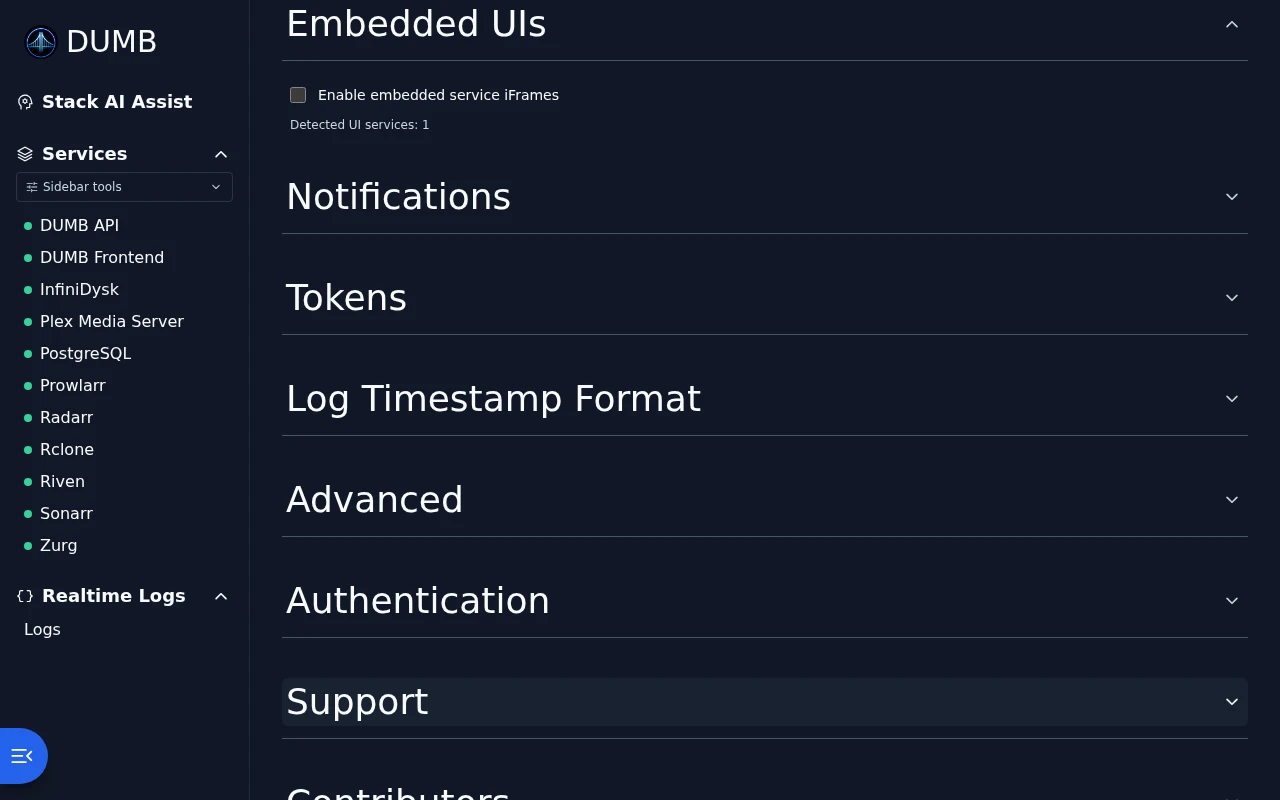 DUMB
Stack AI Assist
Services
Sidebar tools
DUMB API
DUMB Frontend
InfiniDysk
Plex Media Server
PostgreSQL
Prowlarr
Radarr
Rclone
Riven
Sonarr
Zurg
Realtime Logs
Logs
Embedded UIs
Enable embedded service iFrames
Detected UI services: 1
Notifications
Tokens
Log Timestamp Format
Advanced
Authentication
Support
Contributors